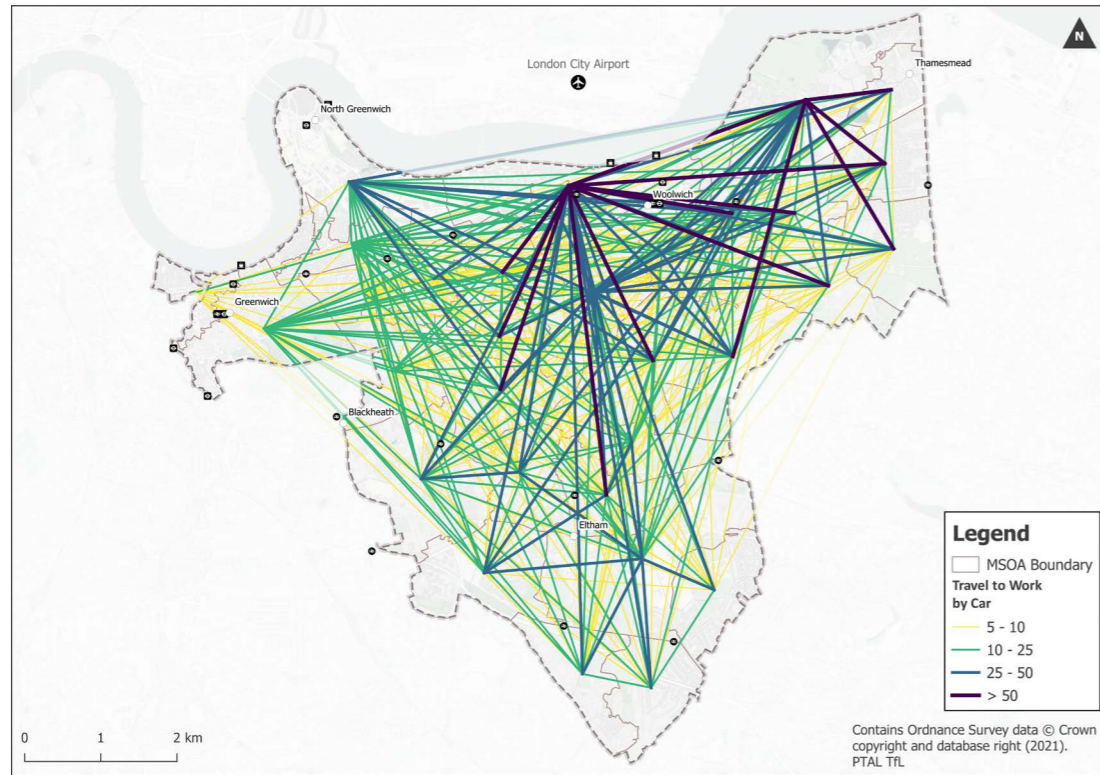 N
Thamesmead
London City Airport
North Greenwich
Woolwich
Greenwich
Blackheath
Eltham
Legend
MSOA Boundary
Travel to Work
by Car
5 - 10
10 - 25
25 - 50
> 50
0 1 2 km
Contains Ordnance Survey data © Crown
copyright and database right (2021).
PTAL TfL